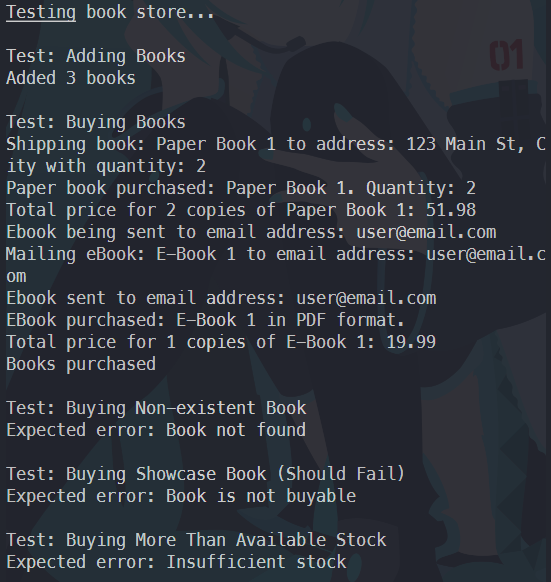 Testing book store...
Test: Adding Books
Added 3 books
Test: Buying Books
Shipping book: Paper Book 1 to address: 123 Main St, C
ity with quantity: 2
Paper book purchased: Paper Book 1. Quantity: 2
Total price for 2 copies of Paper Book 1: 51.98
Ebook being sent to email address: user@email.com
Mailing eBook: E-Book 1 to email address: user@email.c
om
Ebook sent to email address: user@email.com
EBook purchased: E-Book 1 in PDF format.
Total price for 1 copies of E-Book 1: 19.99
Books purchased
Test: Buying Non-existent Book
Expected error: Book not found
Test: Buying Showcase Book (Should Fail)
Expected error: Book is not buyable
Test: Buying More Than Available Stock
Expected error: Insufficient stock
01